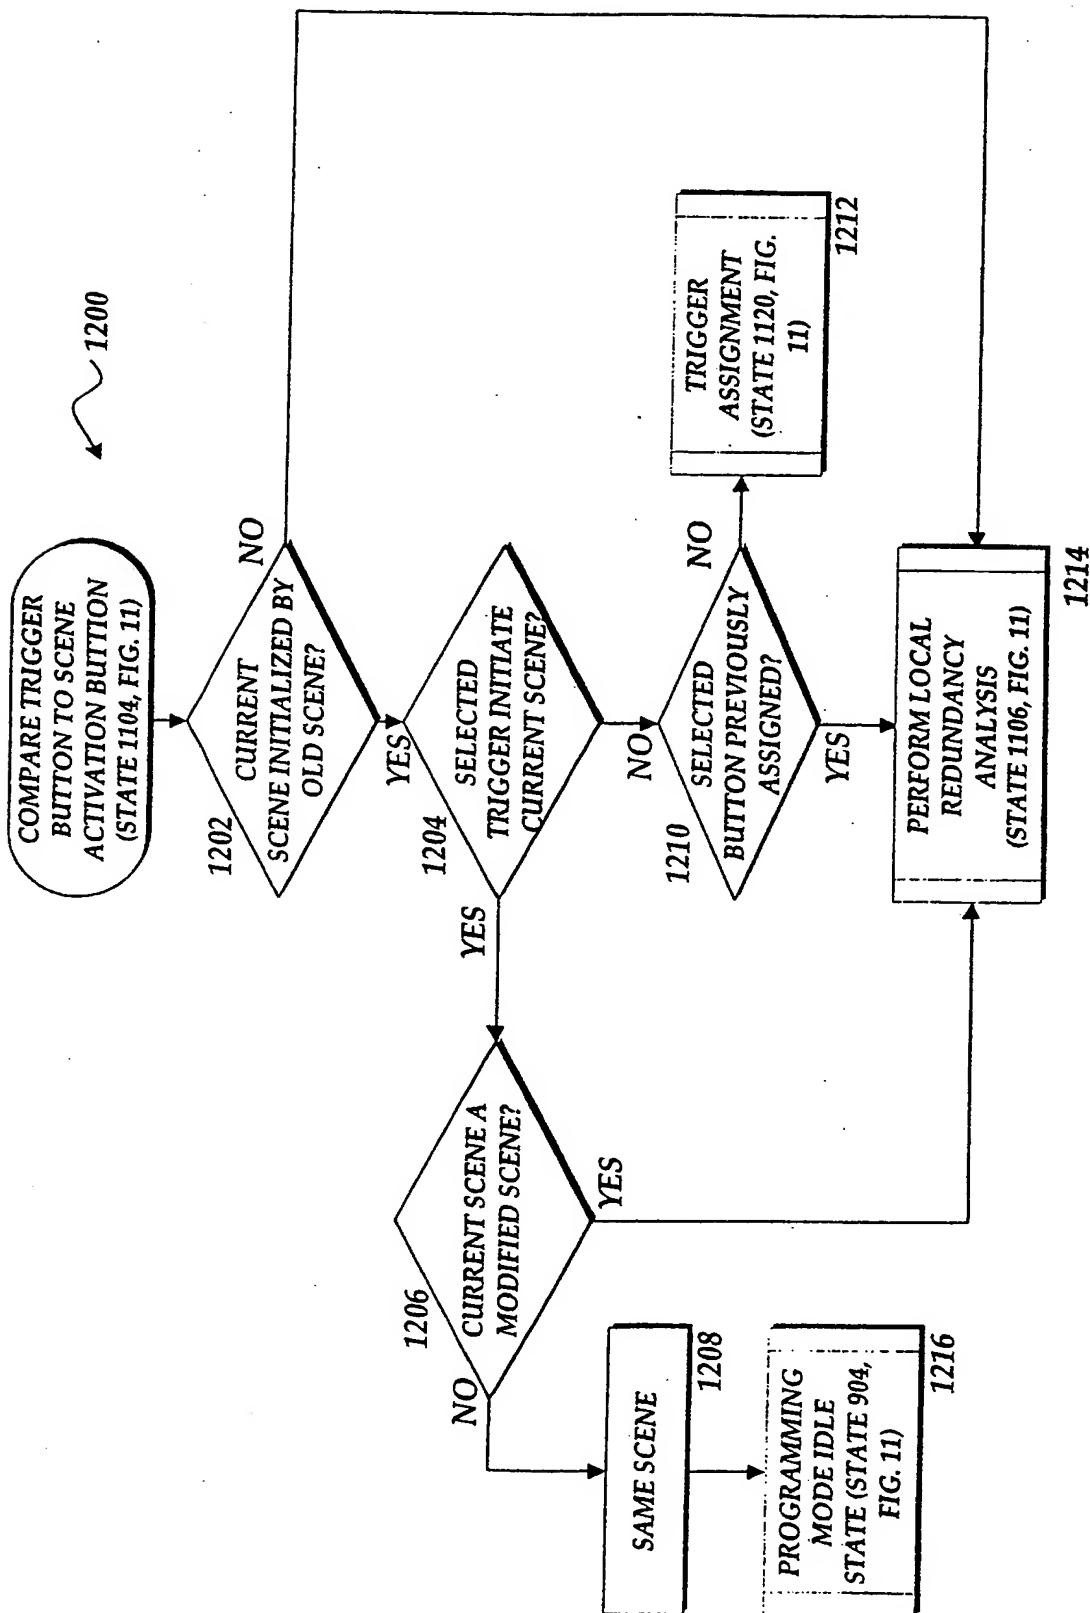 1200
COMPARE TRIGGER
BUTTON TO SCENE
ACTIVATION BUTTION
(STATE 1104, FIG. 11)
1202
CURRENT
SCENE INITIALIZED BY
OLD SCENE?
NO
YES
1204
SELECTED
TRIGGER INITIATE
CURRENT SCENE?
YES
NO
1206
CURRENT SCENE A
MODIFIED SCENE?
NO
YES
SAME SCENE
1208
PROGRAMMING
MODE IDLE
STATE (STATE 904,
FIG. 11)
1216
1210
SELECTED
BUTTON PREVIOUSLY
ASSIGNED?
NO
YES
TRIGGER
ASSIGNMENT
(STATE 1120, FIG.
11)
1212
PERFORM LOCAL
REDUNDANCY
ANALYSIS
(STATE 1106, FIG. 11)
1214